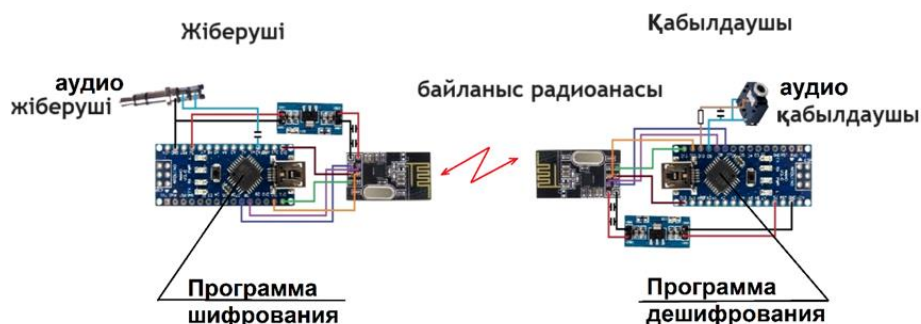 Жіберуші
Қабылдаушы
аудио
жіберуші
байланыс радиоанасы
аудио
қабылдаушы
Программа
шифрования
Программа
дешифрования